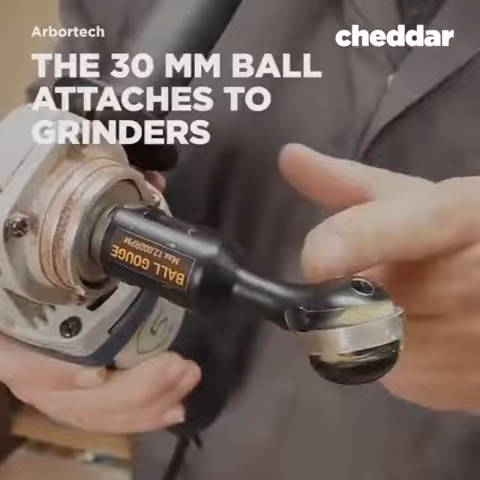 Arbortech
cheddar
THE 30 MM BALL
ATTACHES TO
GRINDERS
BALL GOUGE
Max 12,000RPM